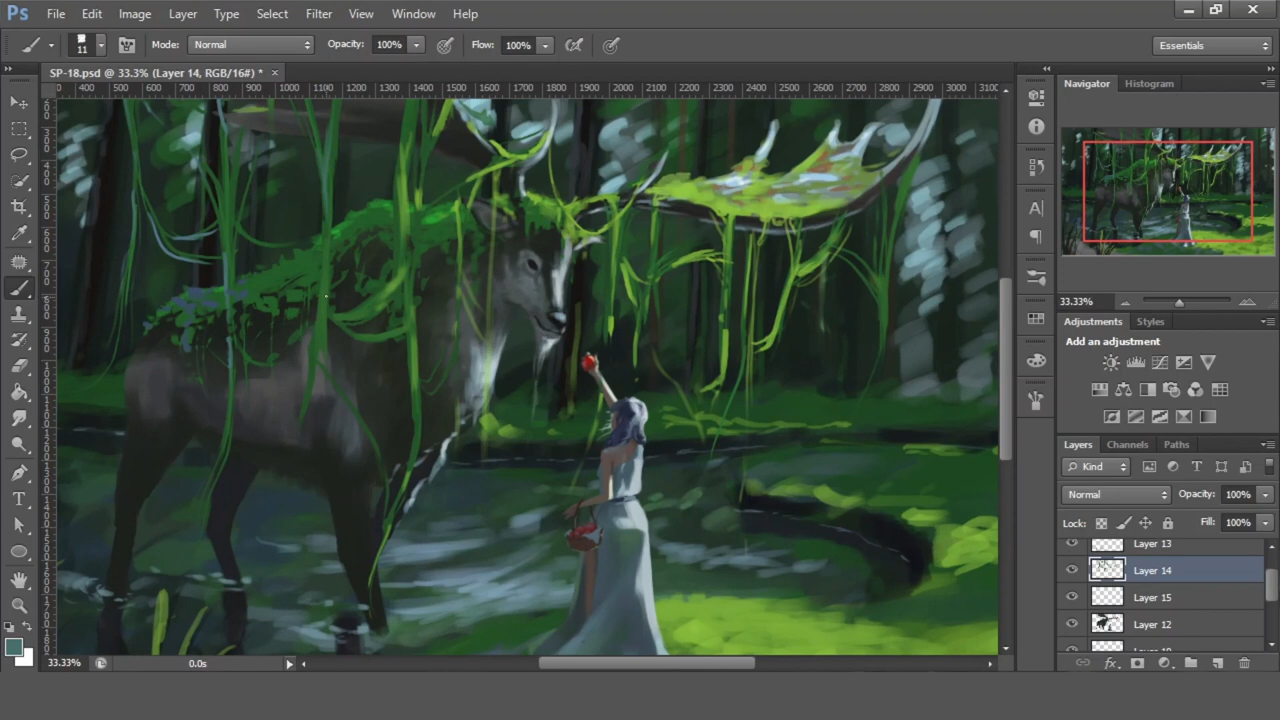 Ps File Edit Image Layer Type Select Filter View Window Help
11 Mode: Normal Opacity: 100% Flow: 100% Essentials
SP-18.psd @ 33.3% (Layer 14, RGB/16#) * ×
0 400 500 600 700 800 900 1000 1100 1200 1300 1400 1500 1600 1700 1800 1900 2000 2100 2200 2300 2400 2500 2600 2700 2800 2900 3000 310
Navigator Histogram
33.33%
Adjustments Styles
Add an adjustment
Layers Channels Paths
Kind
Normal Opacity: 100%
Lock: Fill: 100%
Layer 13
Layer 14
Layer 15
Layer 12
33.33% 0.0s
fx